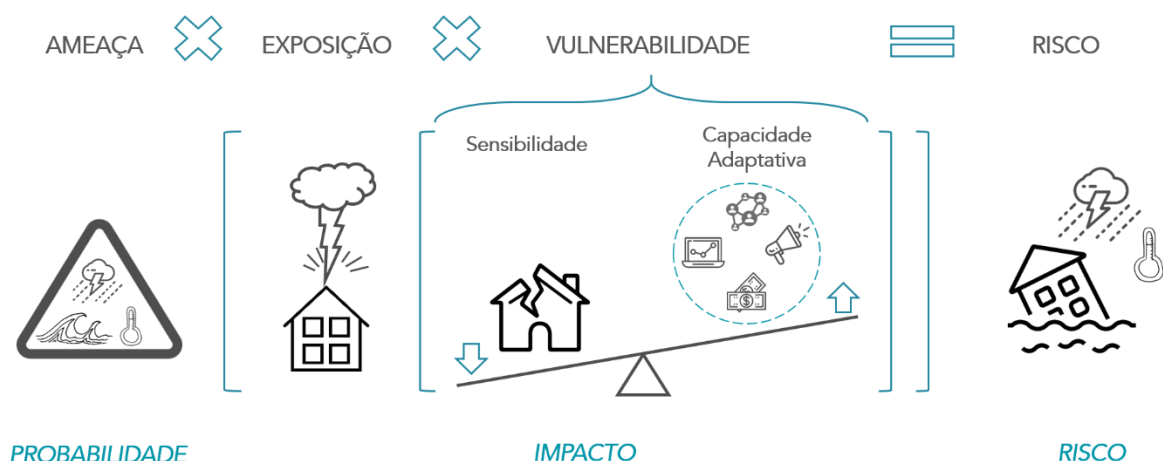 AMEAÇA
EXPOSIÇÃO
VULNERABILIDADE
RISCO
Sensibilidade
Capacidade
Adaptativa
$
PROBABILIDADE
IMPACTO
RISCO